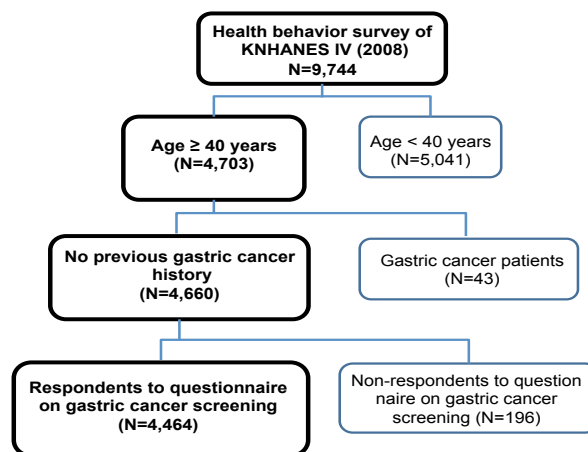 Health behavior survey of
KNHANES IV (2008)
N=9,744
Age ≥ 40 years
(N=4,703)
Age < 40 years
(N=5,041)
No previous gastric cancer
history
(N=4,660)
Gastric cancer patients
(N=43)
Respondents to questionnaire
on gastric cancer screening
(N=4,464)
Non-respondents to question
naire on gastric cancer
screening (N=196)